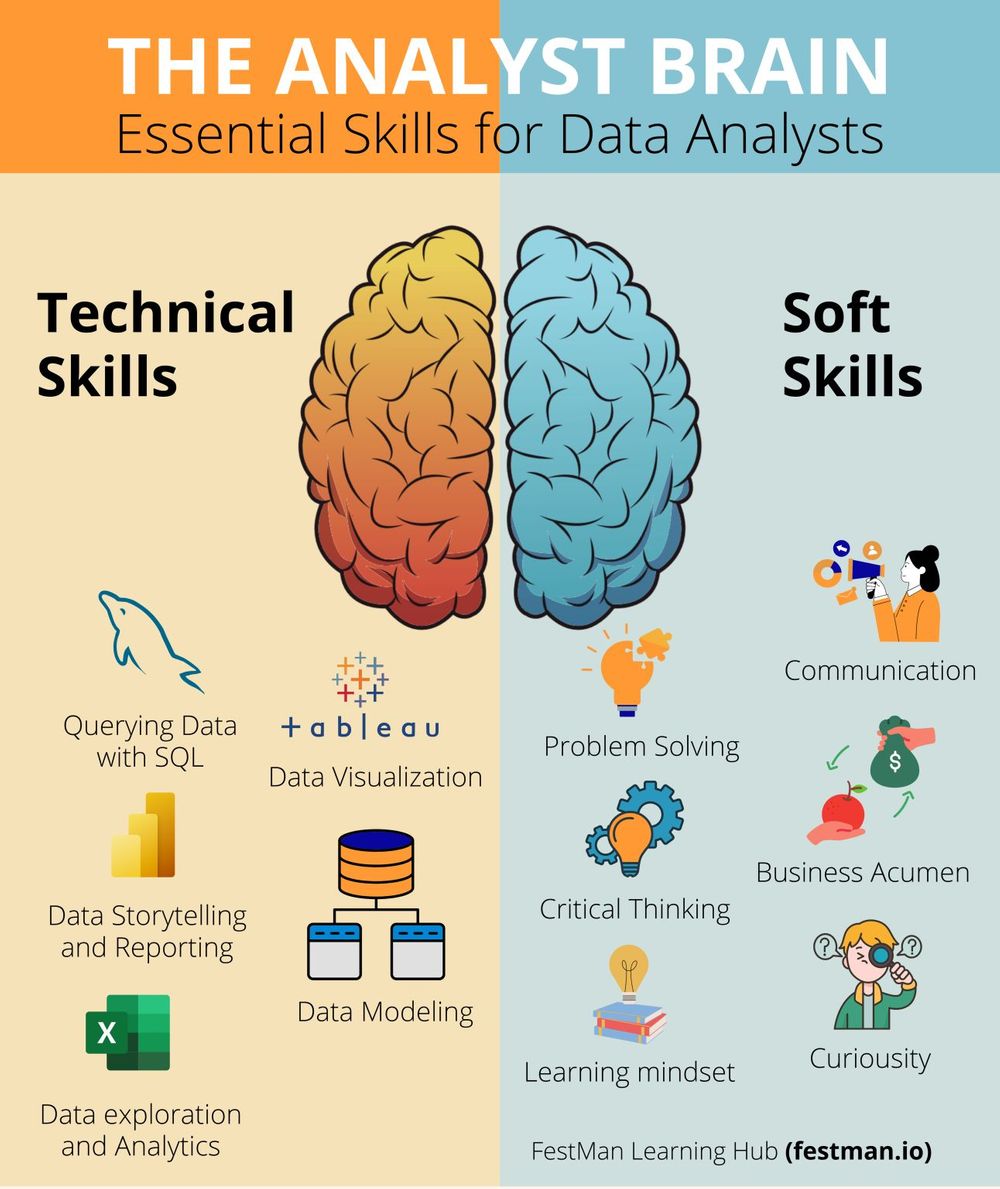 THE ANALYST BRAIN
Essential Skills for Data Analysts
Technical
Skills
Querying Data
with SQL
+ableau
Data Visualization
Data Storytelling
and Reporting
Data Modeling
X
Data exploration
and Analytics
Soft
Skills
Communication
Problem Solving
$
Business Acumen
Critical Thinking
? ?
Curiousity
Learning mindset
FestMan Learning Hub (festman.io)